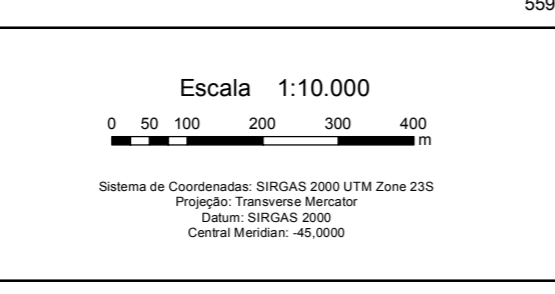 559
Escala 1:10.000
0 50 100 200 300 400
m
Sistema de Coordenadas: SIRGAS 2000 UTM Zone 23S
Projeção: Transverse Mercator
Datum: SIRGAS 2000
Central Meridian: -45,0000